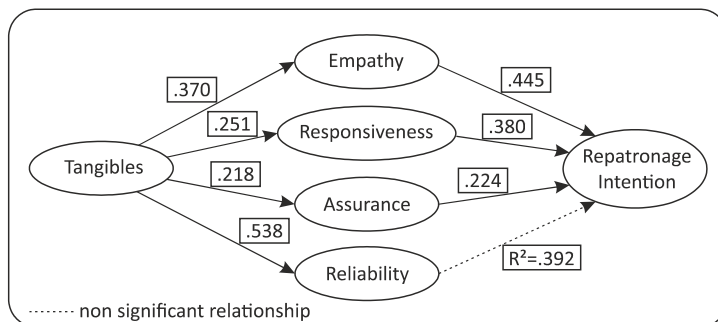 Empathy
.370
.445
.251
Responsiveness
.380
Tangibles
Repatronage
Intention
.218
Assurance
.224
.538
Reliability
R²=.392
non significant relationship